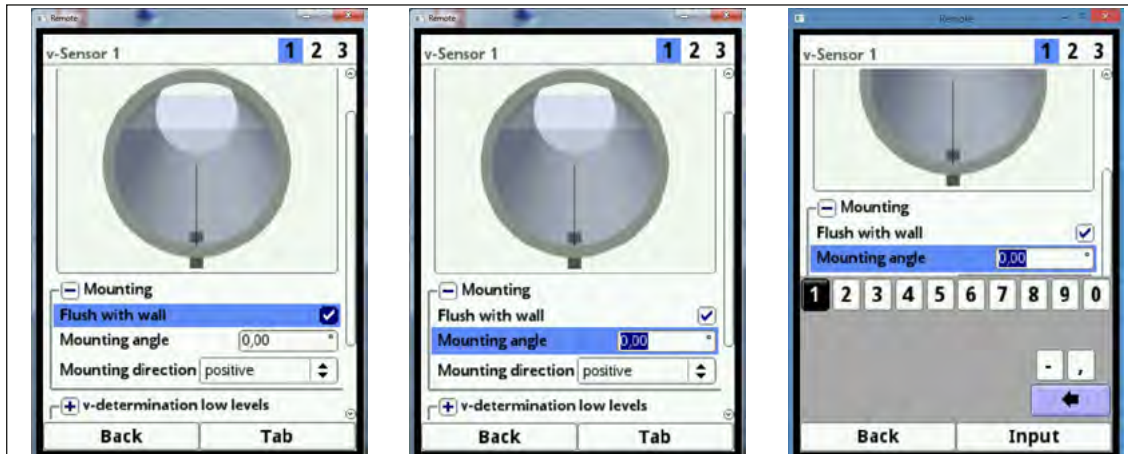 Remote
v-Sensor 1 1 2 3
Mounting
Flush with wall
Mounting angle 0,00 °
Mounting direction positive
v-determination low levels
Back Tab
Remote
v-Sensor 1 1 2 3
Mounting
Flush with wall
Mounting angle 0,00 °
Mounting direction positive
v-determination low levels
Back Tab
Remote
v-Sensor 1 1 2 3
Mounting
Flush with wall
Mounting angle 0,00 °
1 2 3 4 5 6 7 8 9 0
- ,
Back Input